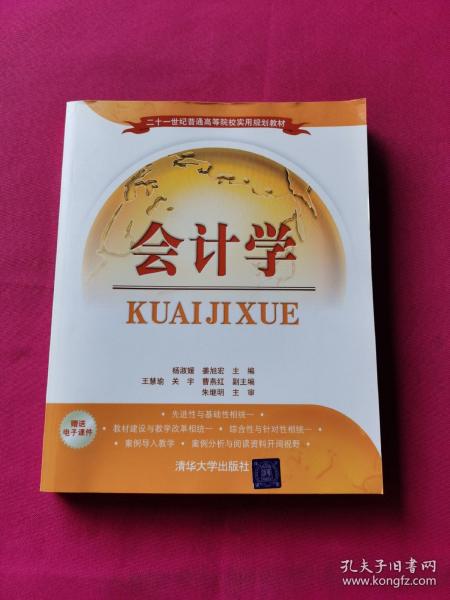 二十一世纪普通高等院校实用规划教材
会计学
KUAIJIXUE
杨淑媛 姜旭宏 主 编
王慧瑜 关 宇 曹燕红 副主编
朱继明 主 审
赠送
电子课件
• 先进性与基础性相统一 •
教材建设与教学改革相统一 • 综合性与针对性相统一 •
• 案例导入教学 • 案例分析与阅读资料开阔视野 •
清华大学出版社
孔夫子旧书网
www.kongfz.com